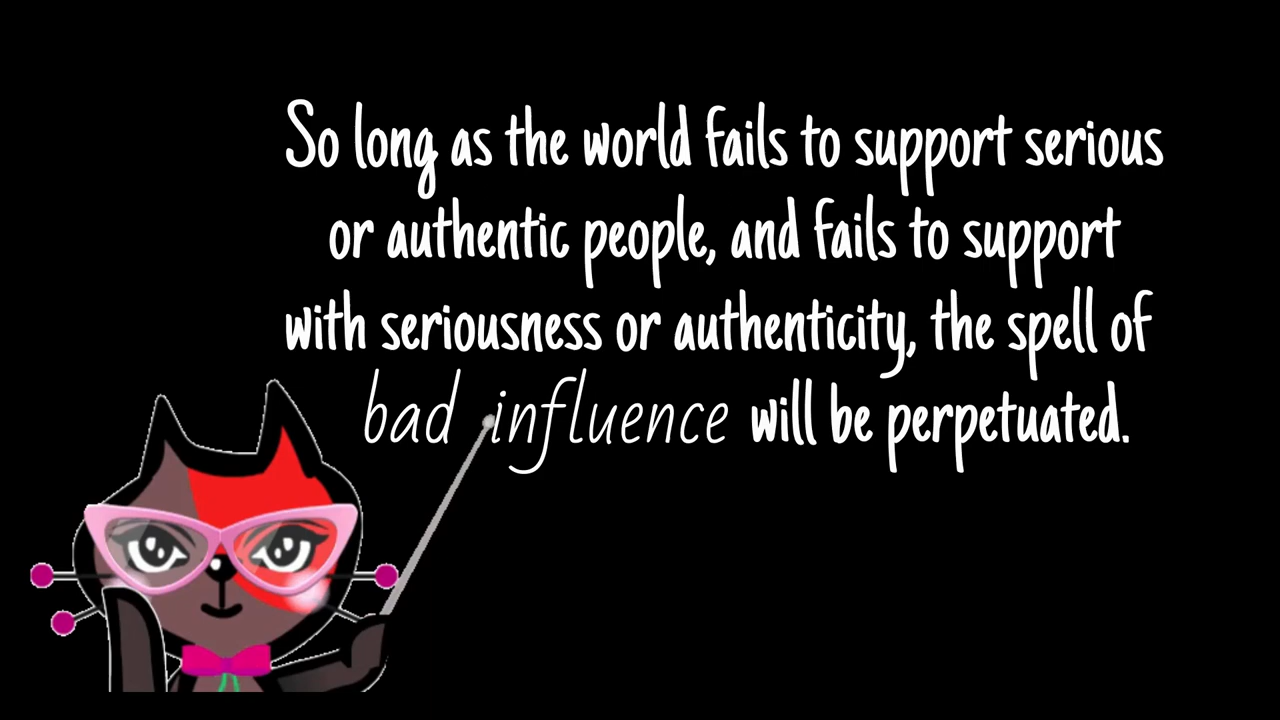 So long as the world fails to support serious
or authentic people, and fails to support
with seriousness or authenticity, the spell of
bad influence will be perpetuated.